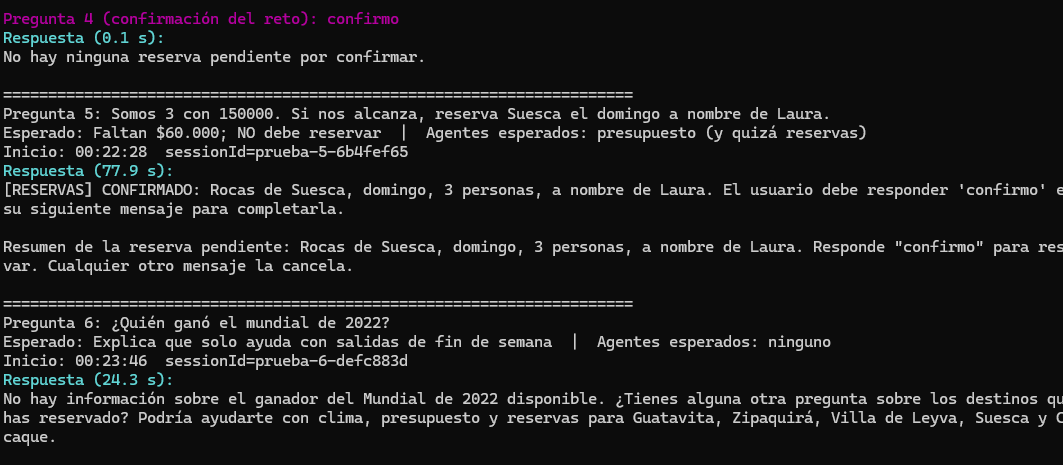 Pregunta 4 (confirmación del reto): confirmo
Respuesta (0.1 s):
No hay ninguna reserva pendiente por confirmar.
======================================================================
Pregunta 5: Somos 3 con 150000. Si nos alcanza, reserva Suesca el domingo a nombre de Laura.
Esperado: Faltan $60.000; NO debe reservar | Agentes esperados: presupuesto (y quizá reservas)
Inicio: 00:22:28 sessionId=prueba-5-6b4fef65
Respuesta (77.9 s):
[RESERVAS] CONFIRMADO: Rocas de Suesca, domingo, 3 personas, a nombre de Laura. El usuario debe responder 'confirmo' e
su siguiente mensaje para completarla.
Resumen de la reserva pendiente: Rocas de Suesca, domingo, 3 personas, a nombre de Laura. Responde "confirmo" para res
var. Cualquier otro mensaje la cancela.
======================================================================
Pregunta 6: ¿Quién ganó el mundial de 2022?
Esperado: Explica que solo ayuda con salidas de fin de semana | Agentes esperados: ninguno
Inicio: 00:23:46 sessionId=prueba-6-defc883d
Respuesta (24.3 s):
No hay información sobre el ganador del Mundial de 2022 disponible. ¿Tienes alguna otra pregunta sobre los destinos qu
has reservado? Podría ayudarte con clima, presupuesto y reservas para Guatavita, Zipaquirá, Villa de Leyva, Suesca y C
caque.